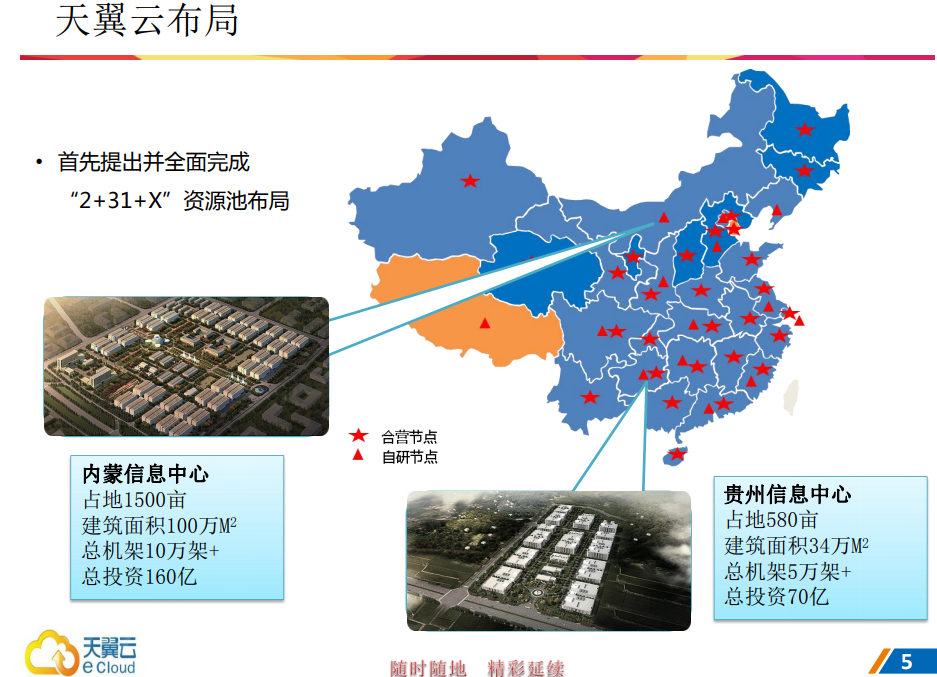 天翼云布局
• 首先提出并全面完成
“2+31+X”资源池布局
合营节点
自研节点
内蒙信息中心
占地1500亩
建筑面积100万M²
总机架10万架+
总投资160亿
贵州信息中心
占地580亩
建筑面积34万M²
总机架5万架+
总投资70亿
天翼云
e Cloud
随时随地 精彩延续
5